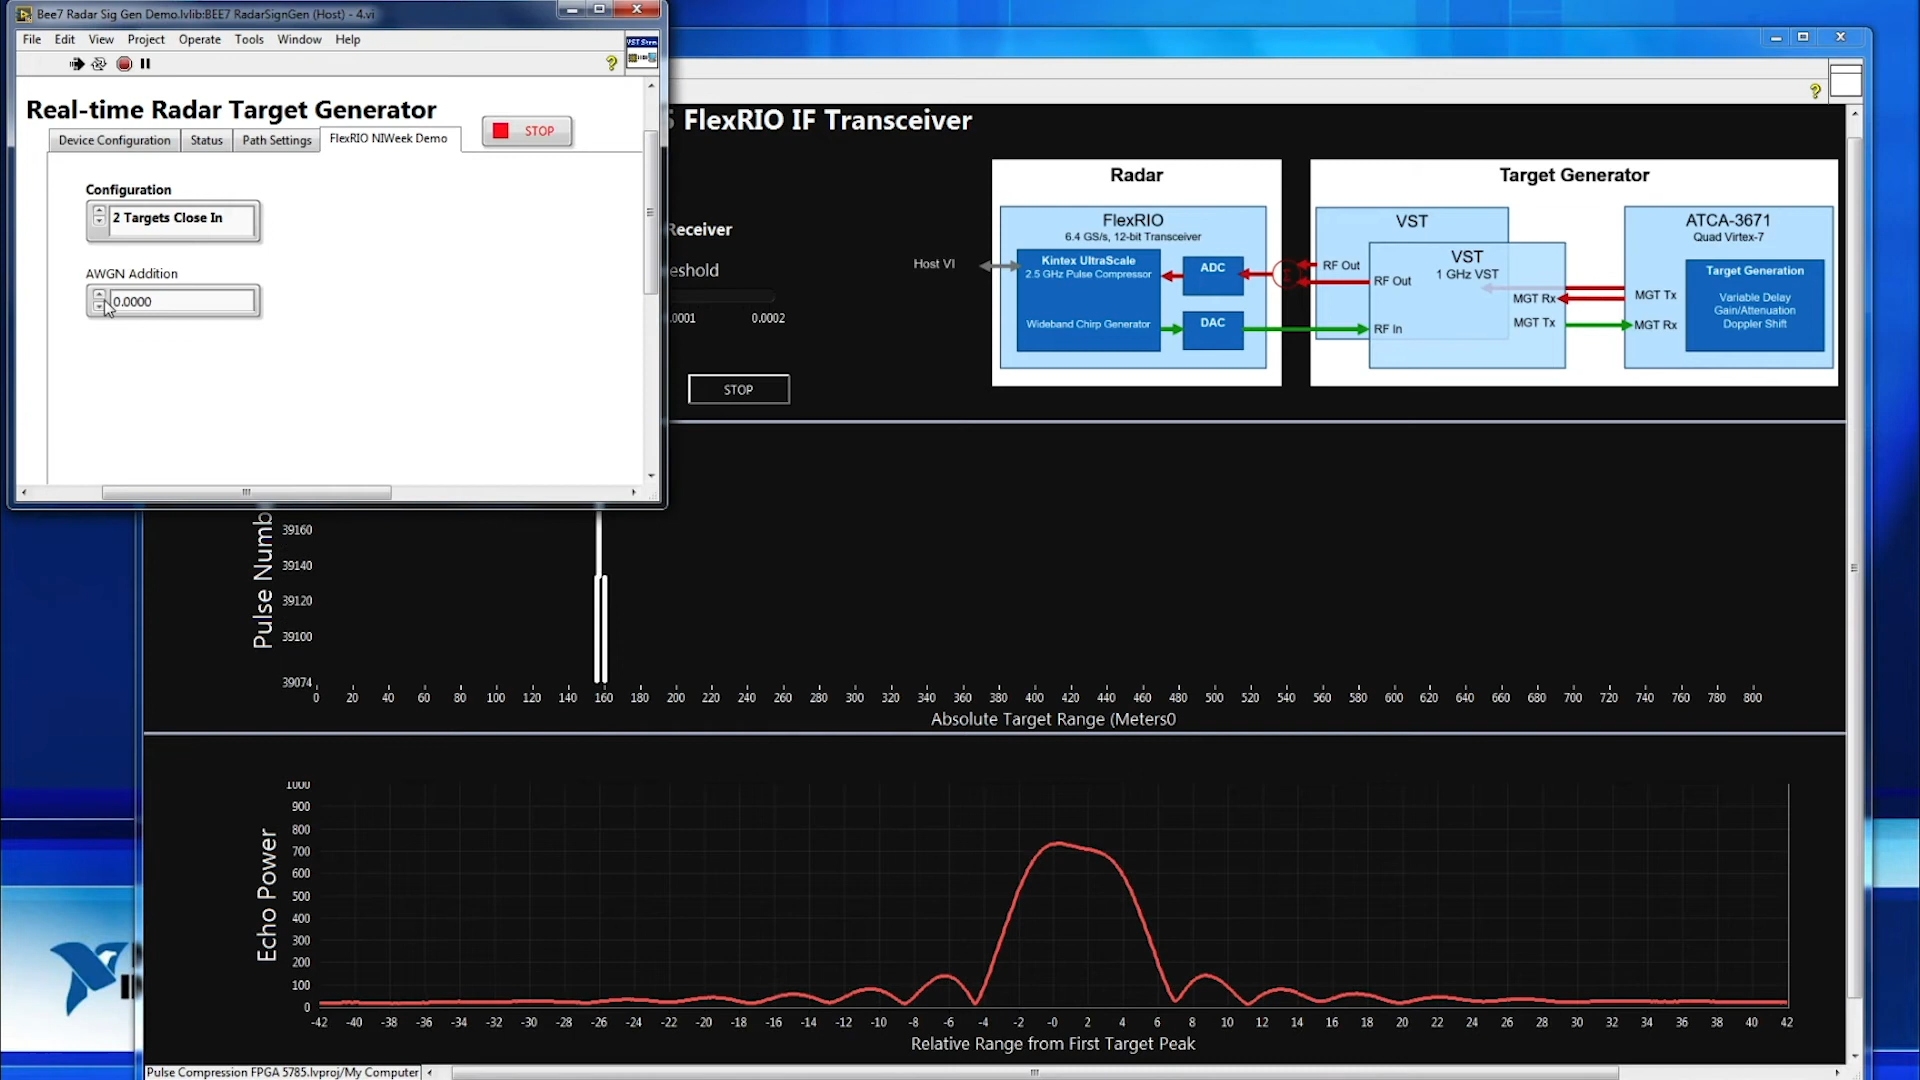 Bee7 Radar Sig Gen Demo.lvlib:BEE7 RadarSignGen (Host) - 4.vi
File Edit View Project Operate Tools Window Help
VST Strm
Real-time Radar Target Generator
Device Configuration Status Path Settings FlexRIO NIWeek Demo
STOP
Configuration
2 Targets Close In
AWGN Addition
0.0000
FlexRIO IF Transceiver
Receiver
eshold
.0001 0.0002
STOP
Host VI
Radar
FlexRIO
6.4 GS/s, 12-bit Transceiver
Kintex UltraScale
2.5 GHz Pulse Compressor
Wideband Chirp Generator
ADC
DAC
Target Generator
VST
RF Out
VST
1 GHz VST
RF Out
RF In
MGT Rx
MGT Tx
ATCA-3671
Quad Virtex-7
MGT Tx
MGT Rx
Target Generation
Variable Delay
Gain/Attenuation
Doppler Shift
Pulse Numb
39160
39140
39120
39100
39074
0 20 40 60 80 100 120 140 160 180 200 220 240 260 280 300 320 340 360 380 400 420 440 460 480 500 520 540 560 580 600 620 640 660 680 700 720 740 760 780 800
Absolute Target Range (Meters0
Echo Power
1000
900
800
700
600
500
400
300
200
100
0
-42 -40 -38 -36 -34 -32 -30 -28 -26 -24 -22 -20 -18 -16 -14 -12 -10 -8 -6 -4 -2 -0 2 4 6 8 10 12 14 16 18 20 22 24 26 28 30 32 34 36 38 40 42
Relative Range from First Target Peak
Pulse Compression FPGA 5785.lvproj/My Computer